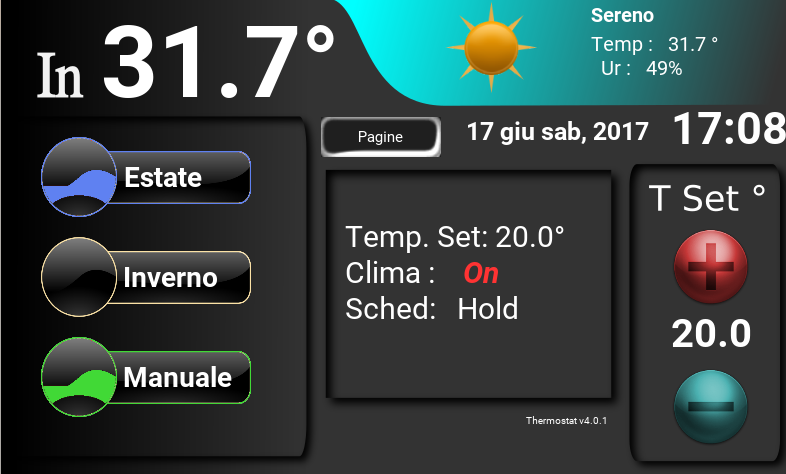 In 31.7°
Sereno
Temp : 31.7 °
Ur : 49%
Pagine
17 giu sab, 2017
17:08
Estate
Inverno
Manuale
Temp. Set: 20.0°
Clima : On
Sched: Hold
Thermostat v4.0.1
T Set °
20.0